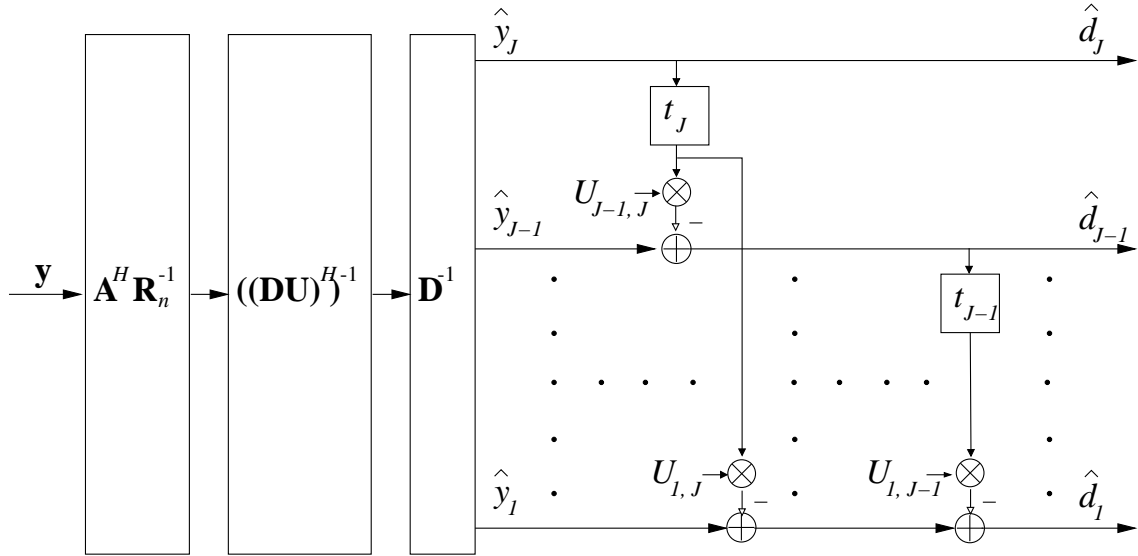 ŷ_J
d̂_J
t_J
U_{J−1, J}
−
ŷ_{J−1}
d̂_{J−1}
y
A^H R_n^{-1}
((DU)^H)^{-1}
D^{-1}
t_{J−1}
U_{1, J}
−
U_{1, J−1}
−
ŷ_1
d̂_1